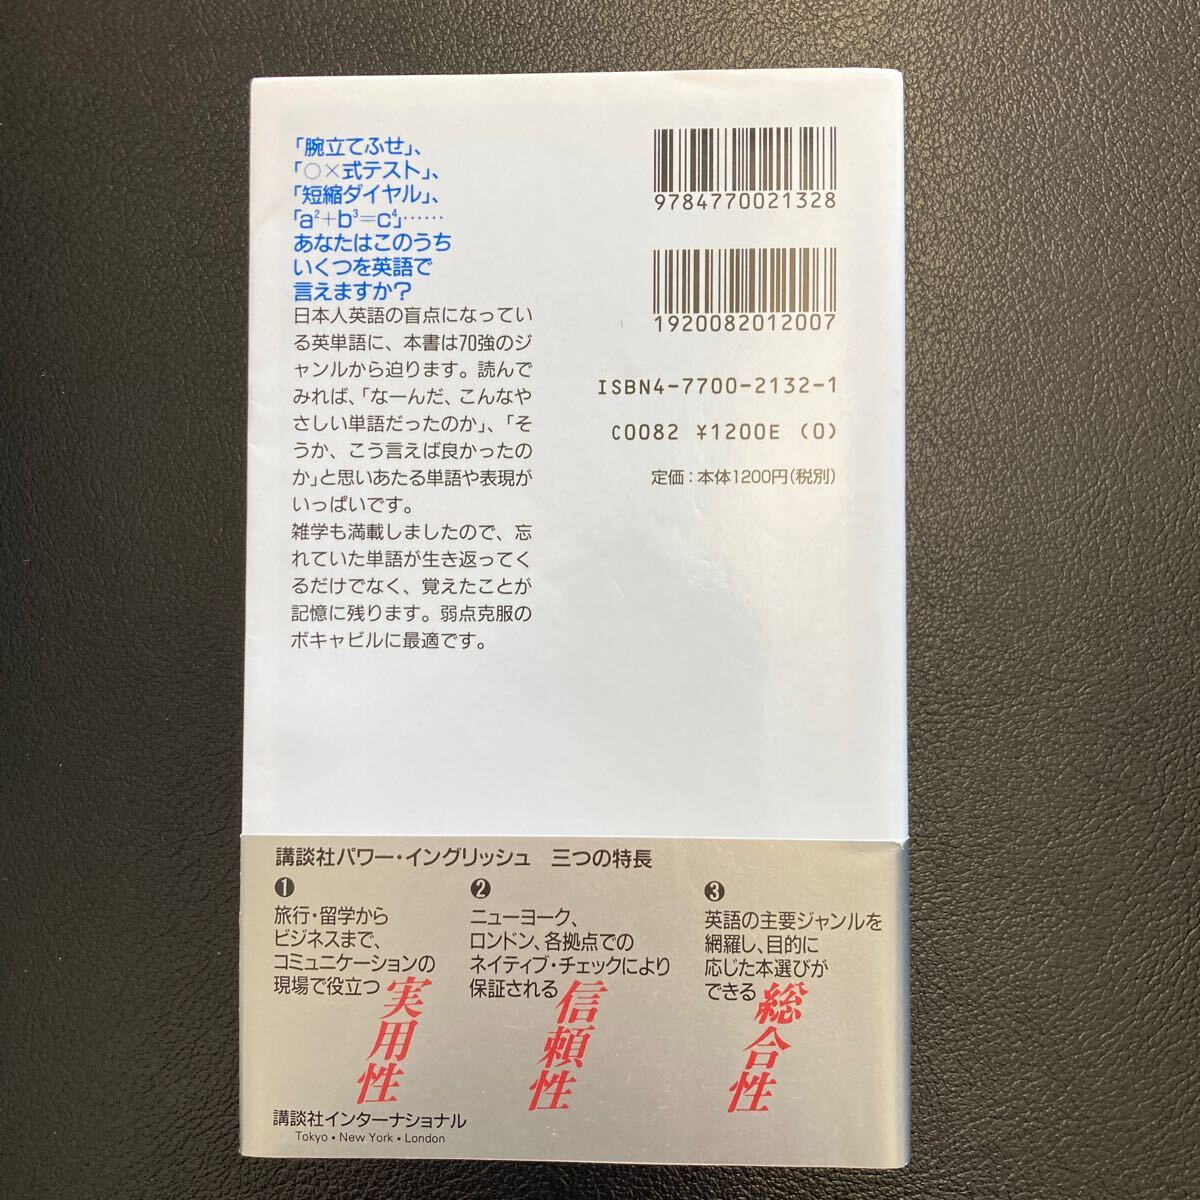 「腕立てふせ」、
「○×式テスト」、
「短縮ダイヤル」、
「a²+b³=c⁴」……
あなたはこのうち
いくつを英語で
言えますか？
日本人英語の盲点になってい
る英単語に、本書は70強のジ
ャンルから迫ります。読んで
みれば、「なーんだ、こんなや
さしい単語だったのか」、「そ
うか、こう言えば良かったの
か」と思いあたる単語や表現が
いっぱいです。
雑学も満載しましたので、忘
れていた単語が生き返ってく
るだけでなく、覚えたことが
記憶に残ります。弱点克服の
ボキャビルに最適です。
9784770021328
1920082012007
ISBN4-7700-2132-1
C0082 ¥1200E (0)
定価：本体1200円（税別）
講談社パワー・イングリッシュ　三つの特長
❶
旅行・留学から
ビジネスまで、
コミュニケーションの
現場で役立つ
実用性
❷
ニューヨーク、
ロンドン、各拠点での
ネイティブ・チェックにより
保証される
信頼性
❸
英語の主要ジャンルを
網羅し、目的に
応じた本選びが
できる
総合性
講談社インターナショナル
Tokyo・New York・London